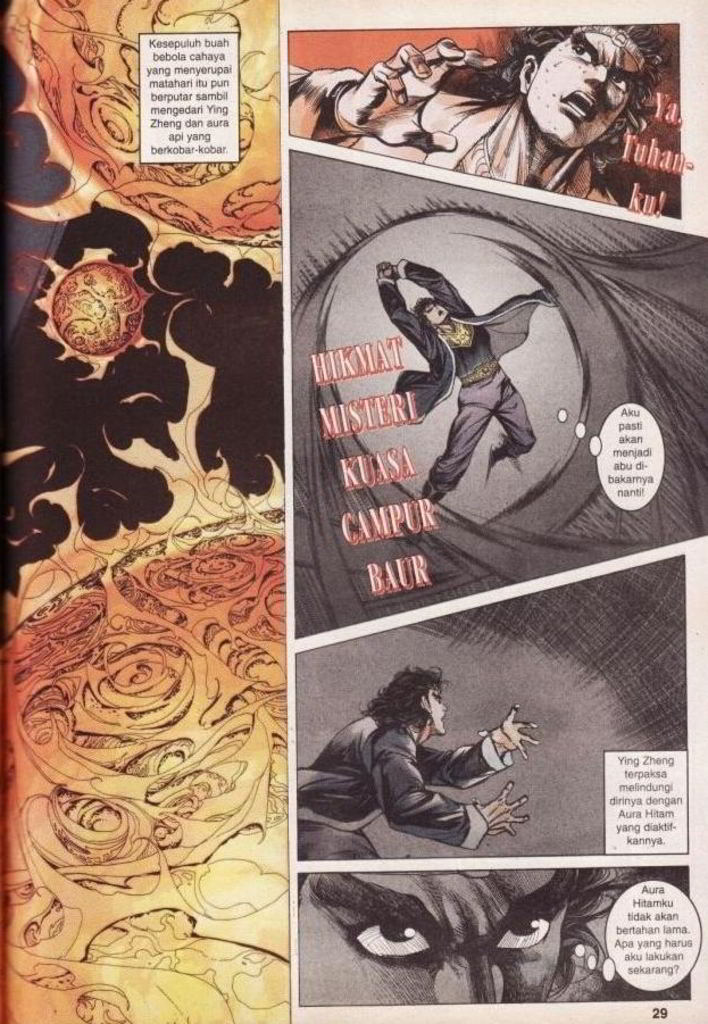 Kesepuluh buah
bebola cahaya
yang menyerupai
matahari itu pun
berputar sambil
mengedari Ying
Zheng dan aura
api yang
berkobar-kobar.
Ya,
Tuhan-
ku!
HIKMAT
MISTERI
KUASA
CAMPUR
BAUR
Aku
pasti
akan
menjadi
abu di-
bakarnya
nanti!
Ying Zheng
terpaksa
melindungi
dirinya dengan
Aura Hitam
yang diaktif-
kannya.
Aura
Hitamku
tidak akan
bertahan lama.
Apa yang harus
aku lakukan
sekarang?
29